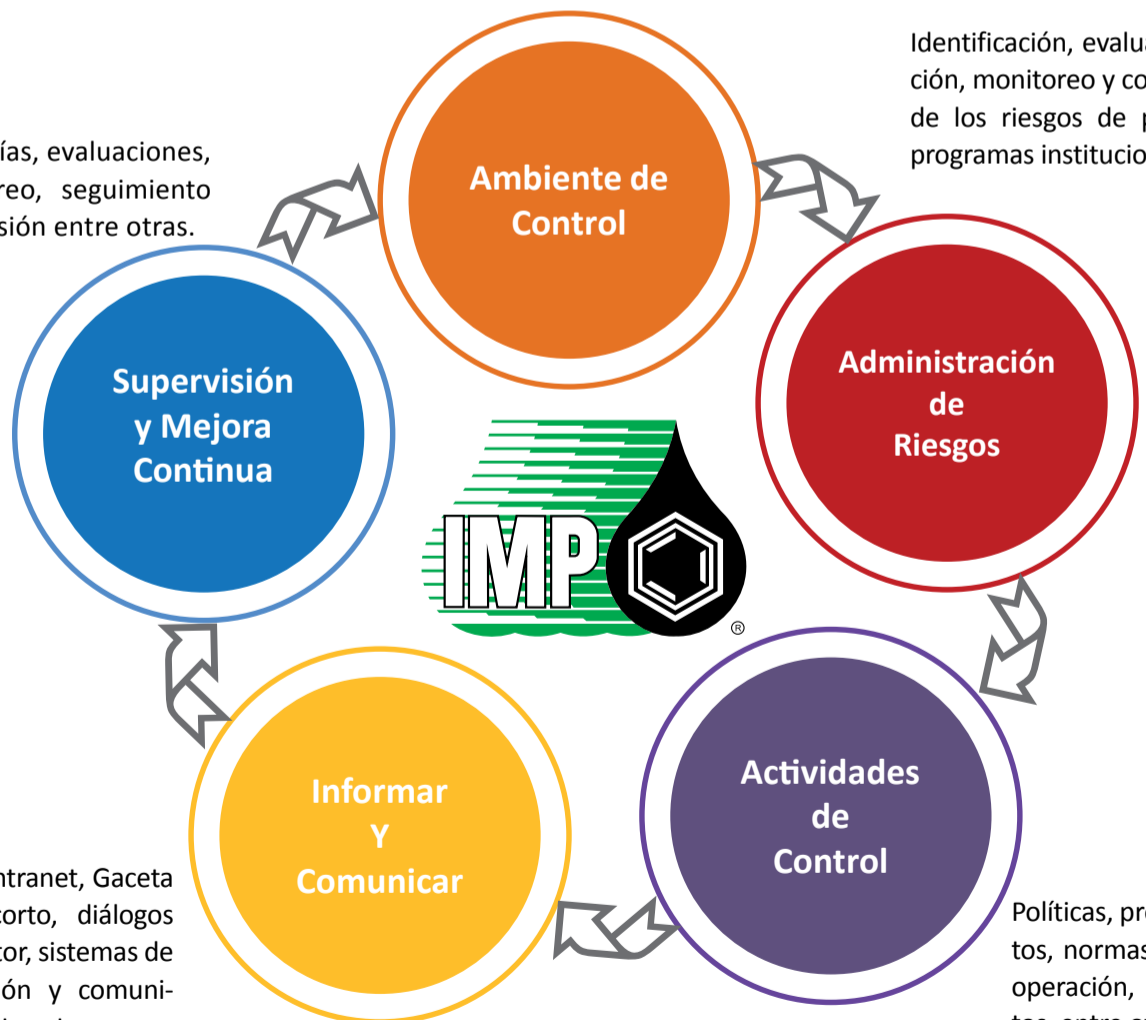 Ambiente de
Control
Identificación, evalua
ción, monitoreo y co
de los riesgos de p
programas institucio
Administración
de
Riesgos
Actividades
de
Control
Políticas, pro
tos, normas
operación,
Informar
Y
Comunicar
ntranet, Gaceta
corto, diálogos
tor, sistemas de
ón y comuni-
Supervisión
y Mejora
Continua
ías, evaluaciones,
reo, seguimiento
isión entre otras.
IMP
®